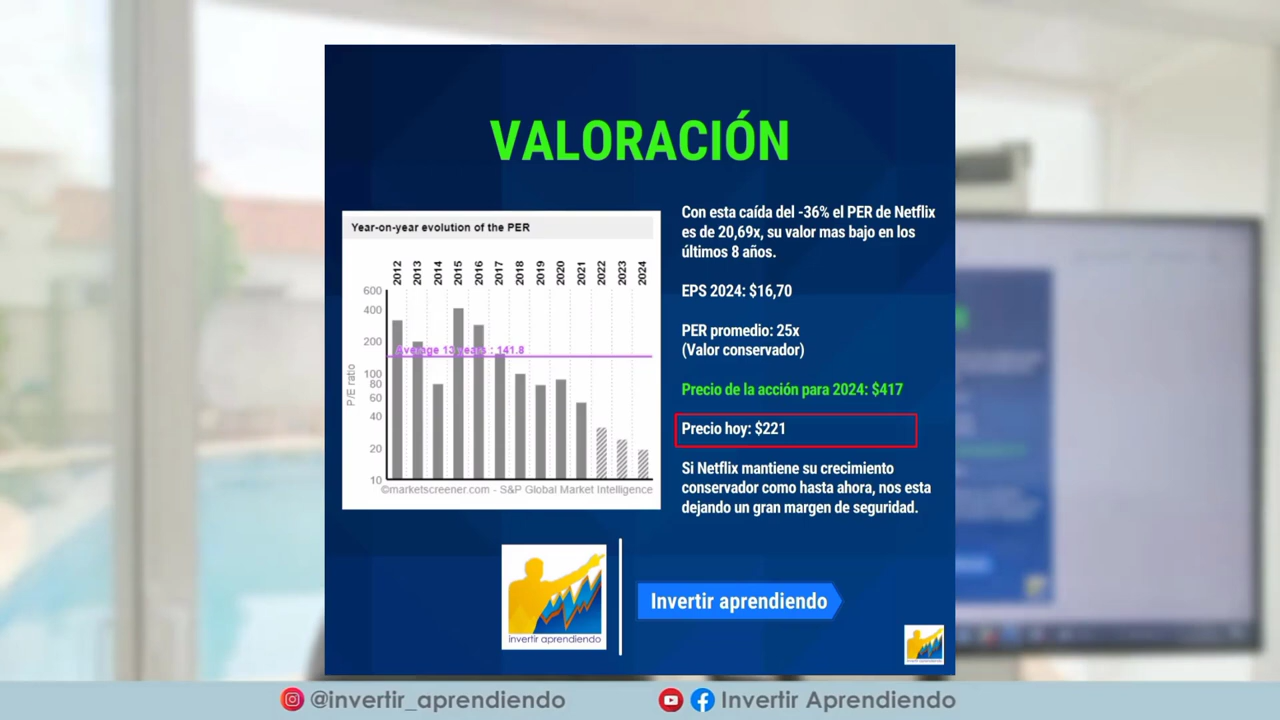 VALORACIÓN
Year-on-year evolution of the PER
2012
2013
2014
2015
2016
2017
2018
2019
2020
2021
2022
2023
2024
600
400
200
100
80
60
40
20
10
P/E ratio
Average 13 years : 141.8
©marketscreener.com - S&P Global Market Intelligence
Con esta caída del -36% el PER de Netflix
es de 20,69x, su valor mas bajo en los
últimos 8 años.
EPS 2024: $16,70
PER promedio: 25x
(Valor conservador)
Precio de la acción para 2024: $417
Precio hoy: $221
Si Netflix mantiene su crecimiento
conservador como hasta ahora, nos esta
dejando un gran margen de seguridad.
invertir aprendiendo
Invertir aprendiendo
@invertir_aprendiendo
Invertir Aprendiendo